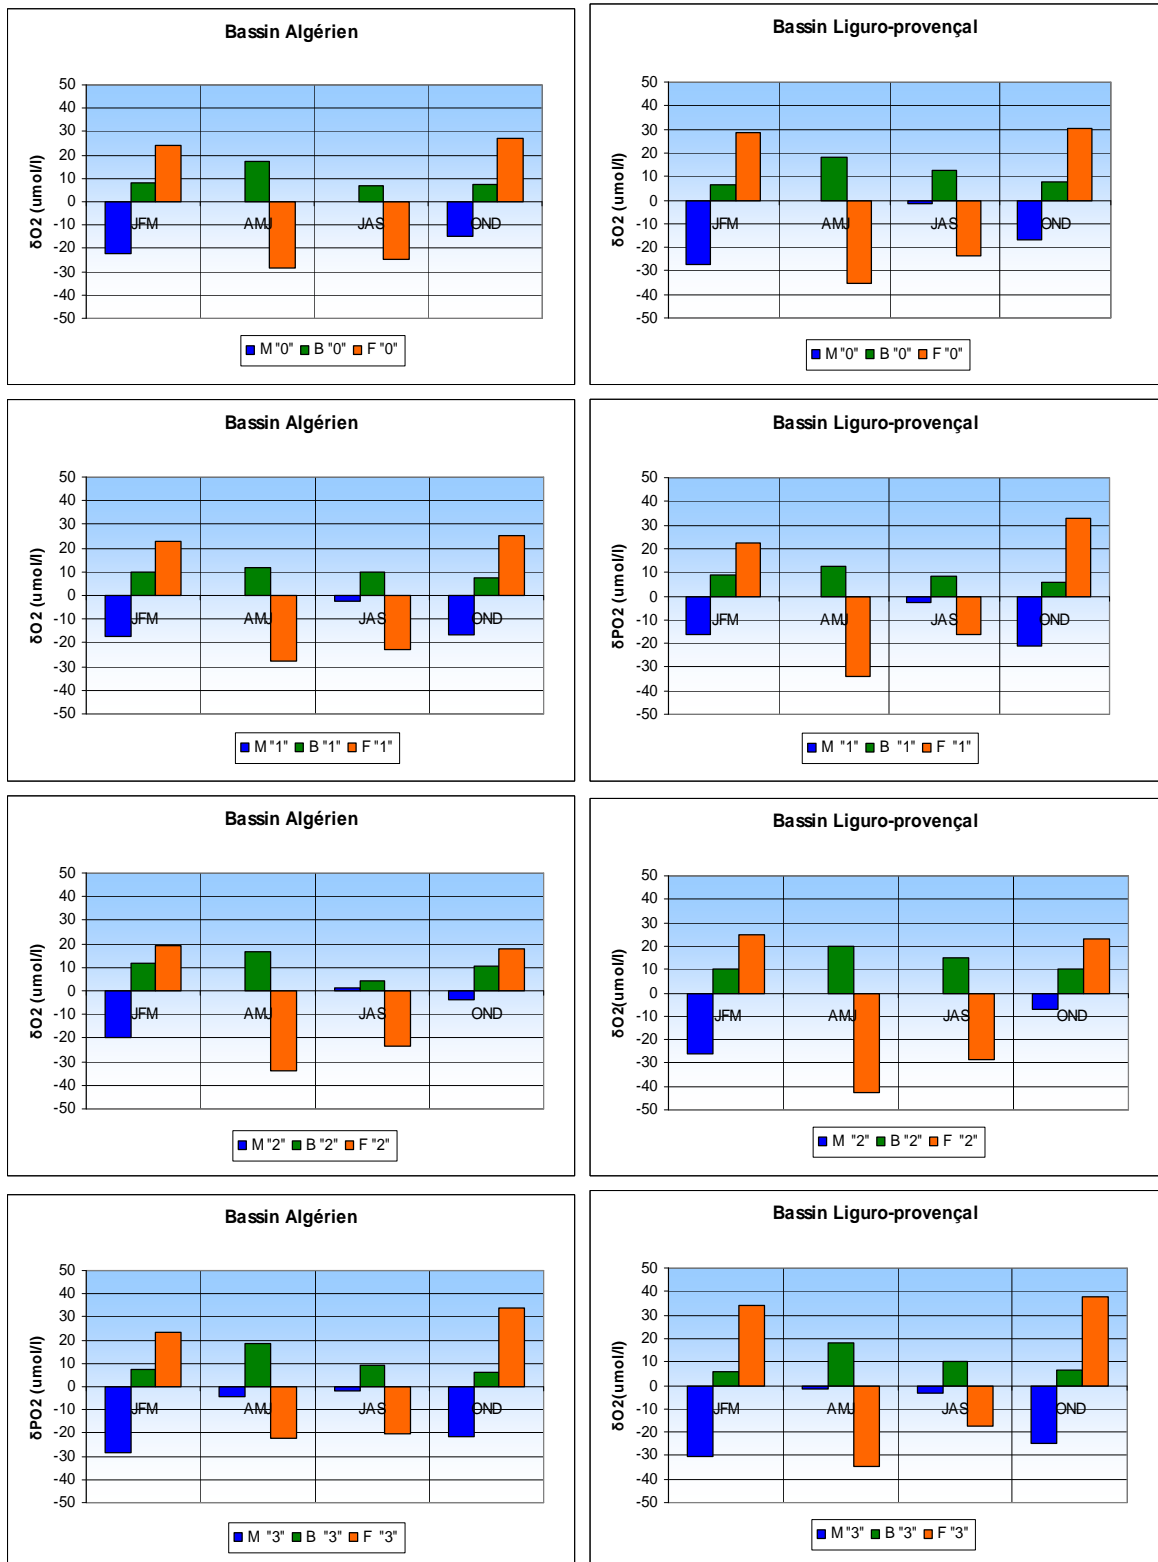 Bassin Algérien
δO2 (umol/l)
50
40
30
20
10
0
-10
-20
-30
-40
-50
JFM AMJ JAS OND
M "0" B "0" F "0"
Bassin Liguro-provençal
δO2 (umol/l)
50
40
30
20
10
0
-10
-20
-30
-40
-50
JFM AMJ JAS OND
M "0" B "0" F "0"
Bassin Algérien
δO2 (umol/l)
50
40
30
20
10
0
-10
-20
-30
-40
-50
JFM AMJ JAS OND
M "1" B "1" F "1"
Bassin Liguro-provençal
δPO2 (umol/l)
50
40
30
20
10
0
-10
-20
-30
-40
-50
JFM AMJ JAS OND
M "1" B "1" F "1"
Bassin Algérien
δO2 (umol/l)
50
40
30
20
10
0
-10
-20
-30
-40
-50
JFM AMJ JAS OND
M "2" B "2" F "2"
Bassin Liguro-provençal
δO2(umol/l)
50
40
30
20
10
0
-10
-20
-30
-40
-50
JFM AMJ JAS OND
M "2" B "2" F "2"
Bassin Algérien
δPO2 (umol/l)
50
40
30
20
10
0
-10
-20
-30
-40
-50
JFM AMJ JAS OND
M "3" B "3" F "3"
Bassin Liguro-provençal
δO2(umol/l)
50
40
30
20
10
0
-10
-20
-30
-40
-50
JFM AMJ JAS OND
M "3" B "3" F "3"